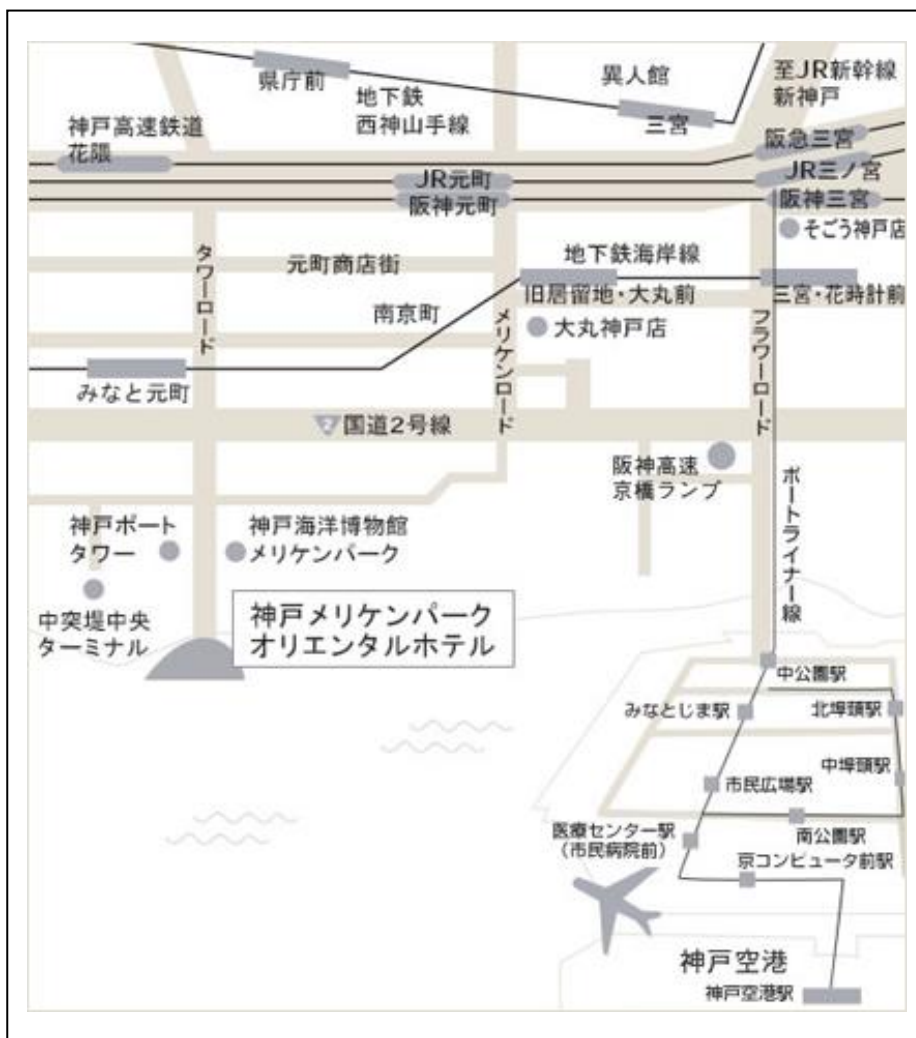 県庁前
地下鉄
西神山手線
異人館
三宮
至JR新幹線
新神戸
神戸高速鉄道
花隈
阪急三宮
JR三ノ宮
阪神三宮
JR元町
阪神元町
そごう神戸店
タワーロード
元町商店街
地下鉄海岸線
旧居留地・大丸前
三宮・花時計前
南京町
メリケンロード
大丸神戸店
フラワーロード
みなと元町
2
国道2号線
阪神高速
京橋ランプ
ポートライナー線
神戸ポート
タワー
神戸海洋博物館
メリケンパーク
中突堤中央
ターミナル
神戸メリケンパーク
オリエンタルホテル
中公園駅
みなとじま駅
北埠頭駅
市民広場駅
中埠頭駅
医療センター駅
（市民病院前）
南公園駅
京コンピュータ前駅
神戸空港
神戸空港駅